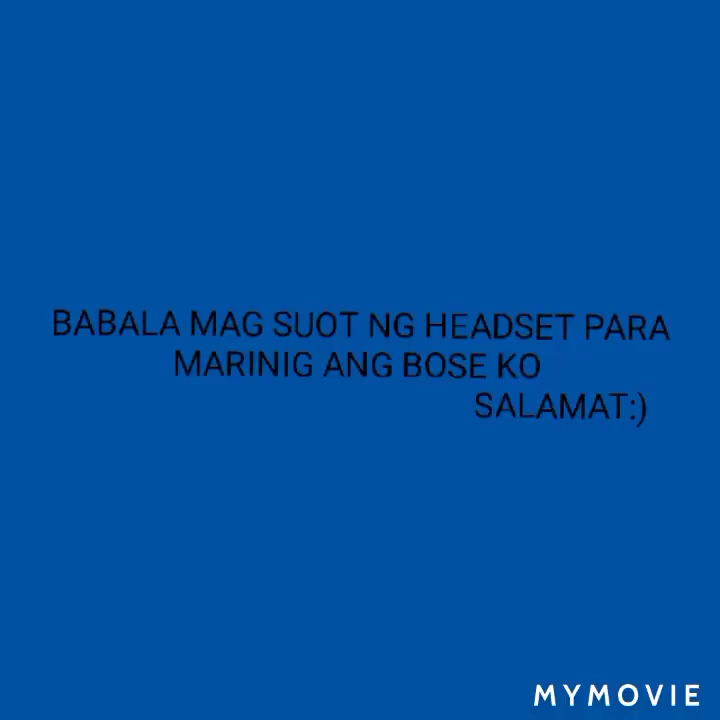 BABALA MAG SUOT NG HEADSET PARA
MARINIG ANG BOSE KO
SALAMAT:)
MYMOVIE